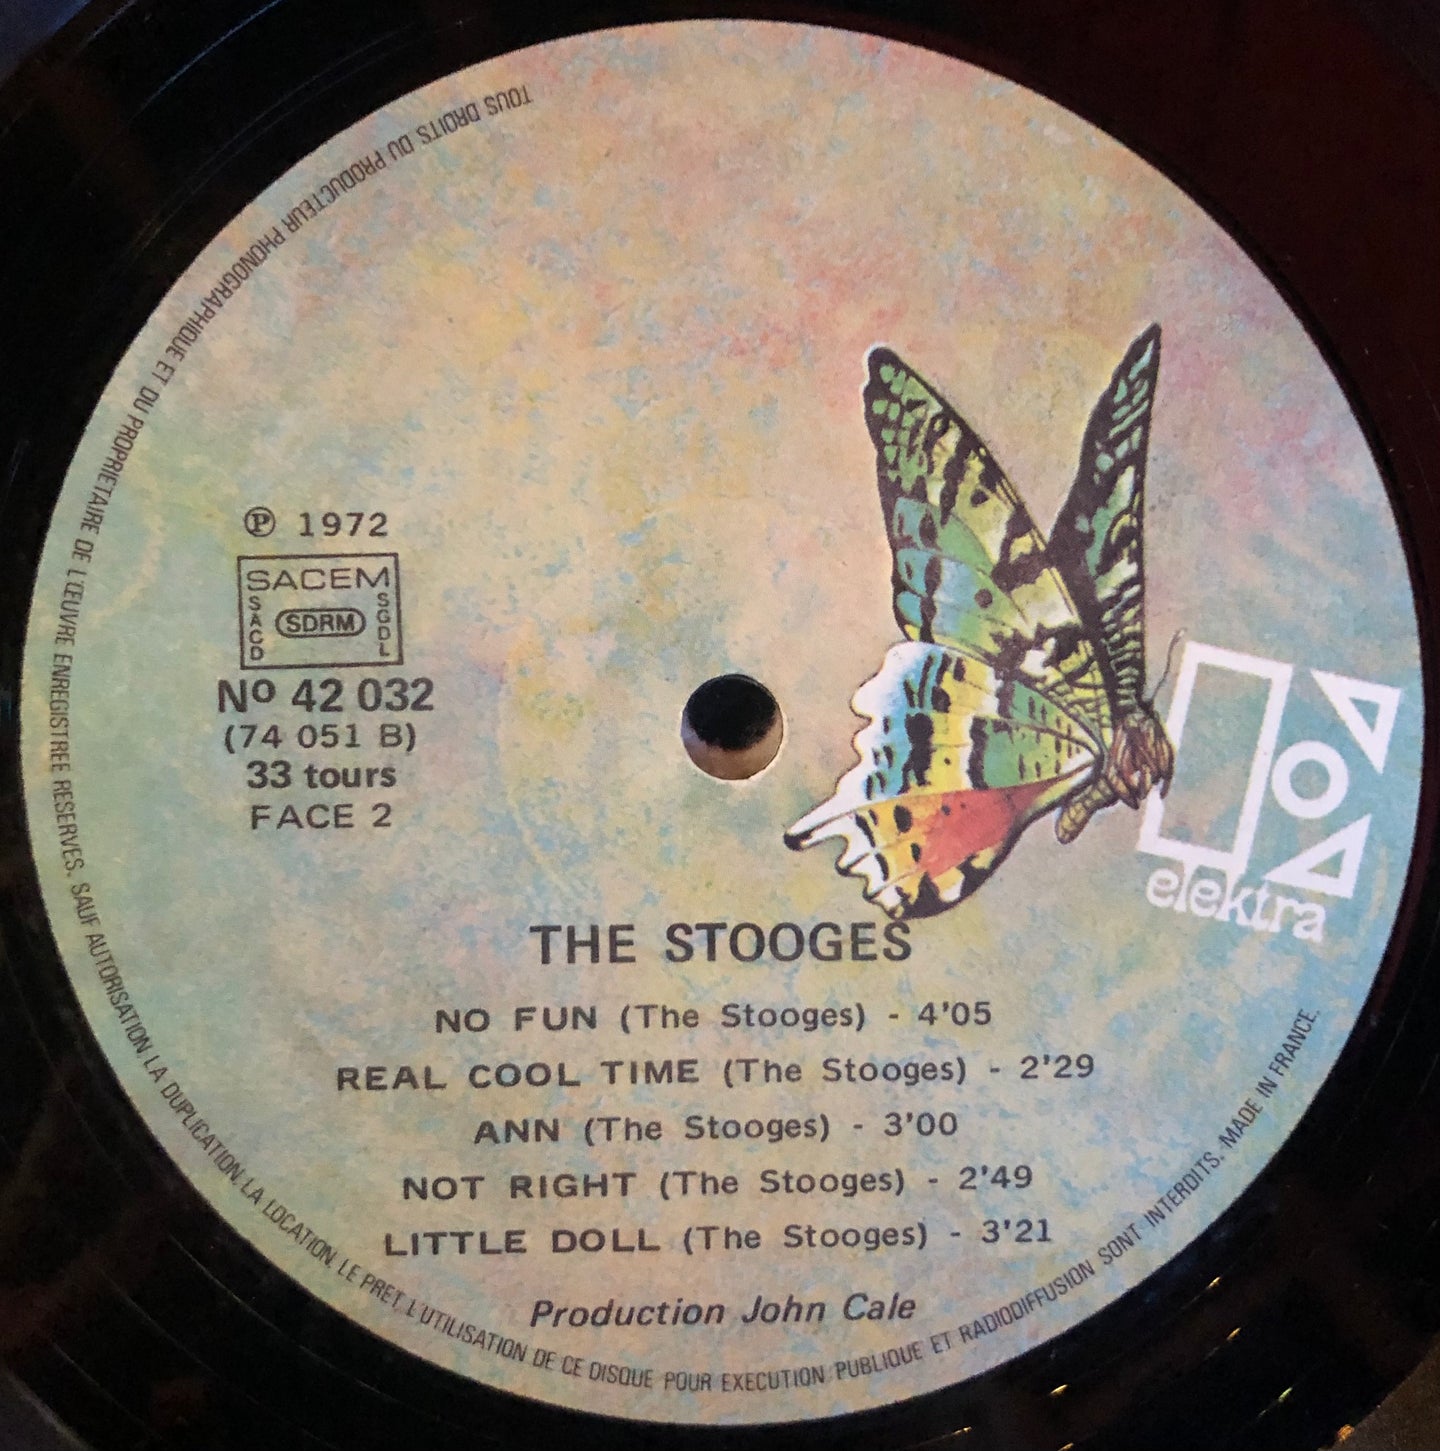 ℗ 1972
SACEM
SACD
SDRM
SGDL
Nº 42 032
(74 051 B)
33 tours
FACE 2
elektra
THE STOOGES
NO FUN (The Stooges) - 4'05
REAL COOL TIME (The Stooges) - 2'29
ANN (The Stooges) - 3'00
NOT RIGHT (The Stooges) - 2'49
LITTLE DOLL (The Stooges) - 3'21
Production John Cale
TOUS DROITS DU PRODUCTEUR PHONOGRAPHIQUE ET DU PROPRIETAIRE DE L'ŒUVRE ENREGISTREE RESERVES. SAUF AUTORISATION LA DUPLICATION, LA LOCATION, LE PRET, L'UTILISATION DE CE DISQUE POUR EXECUTION PUBLIQUE ET RADIODIFFUSION SONT INTERDITS. MADE IN FRANCE.